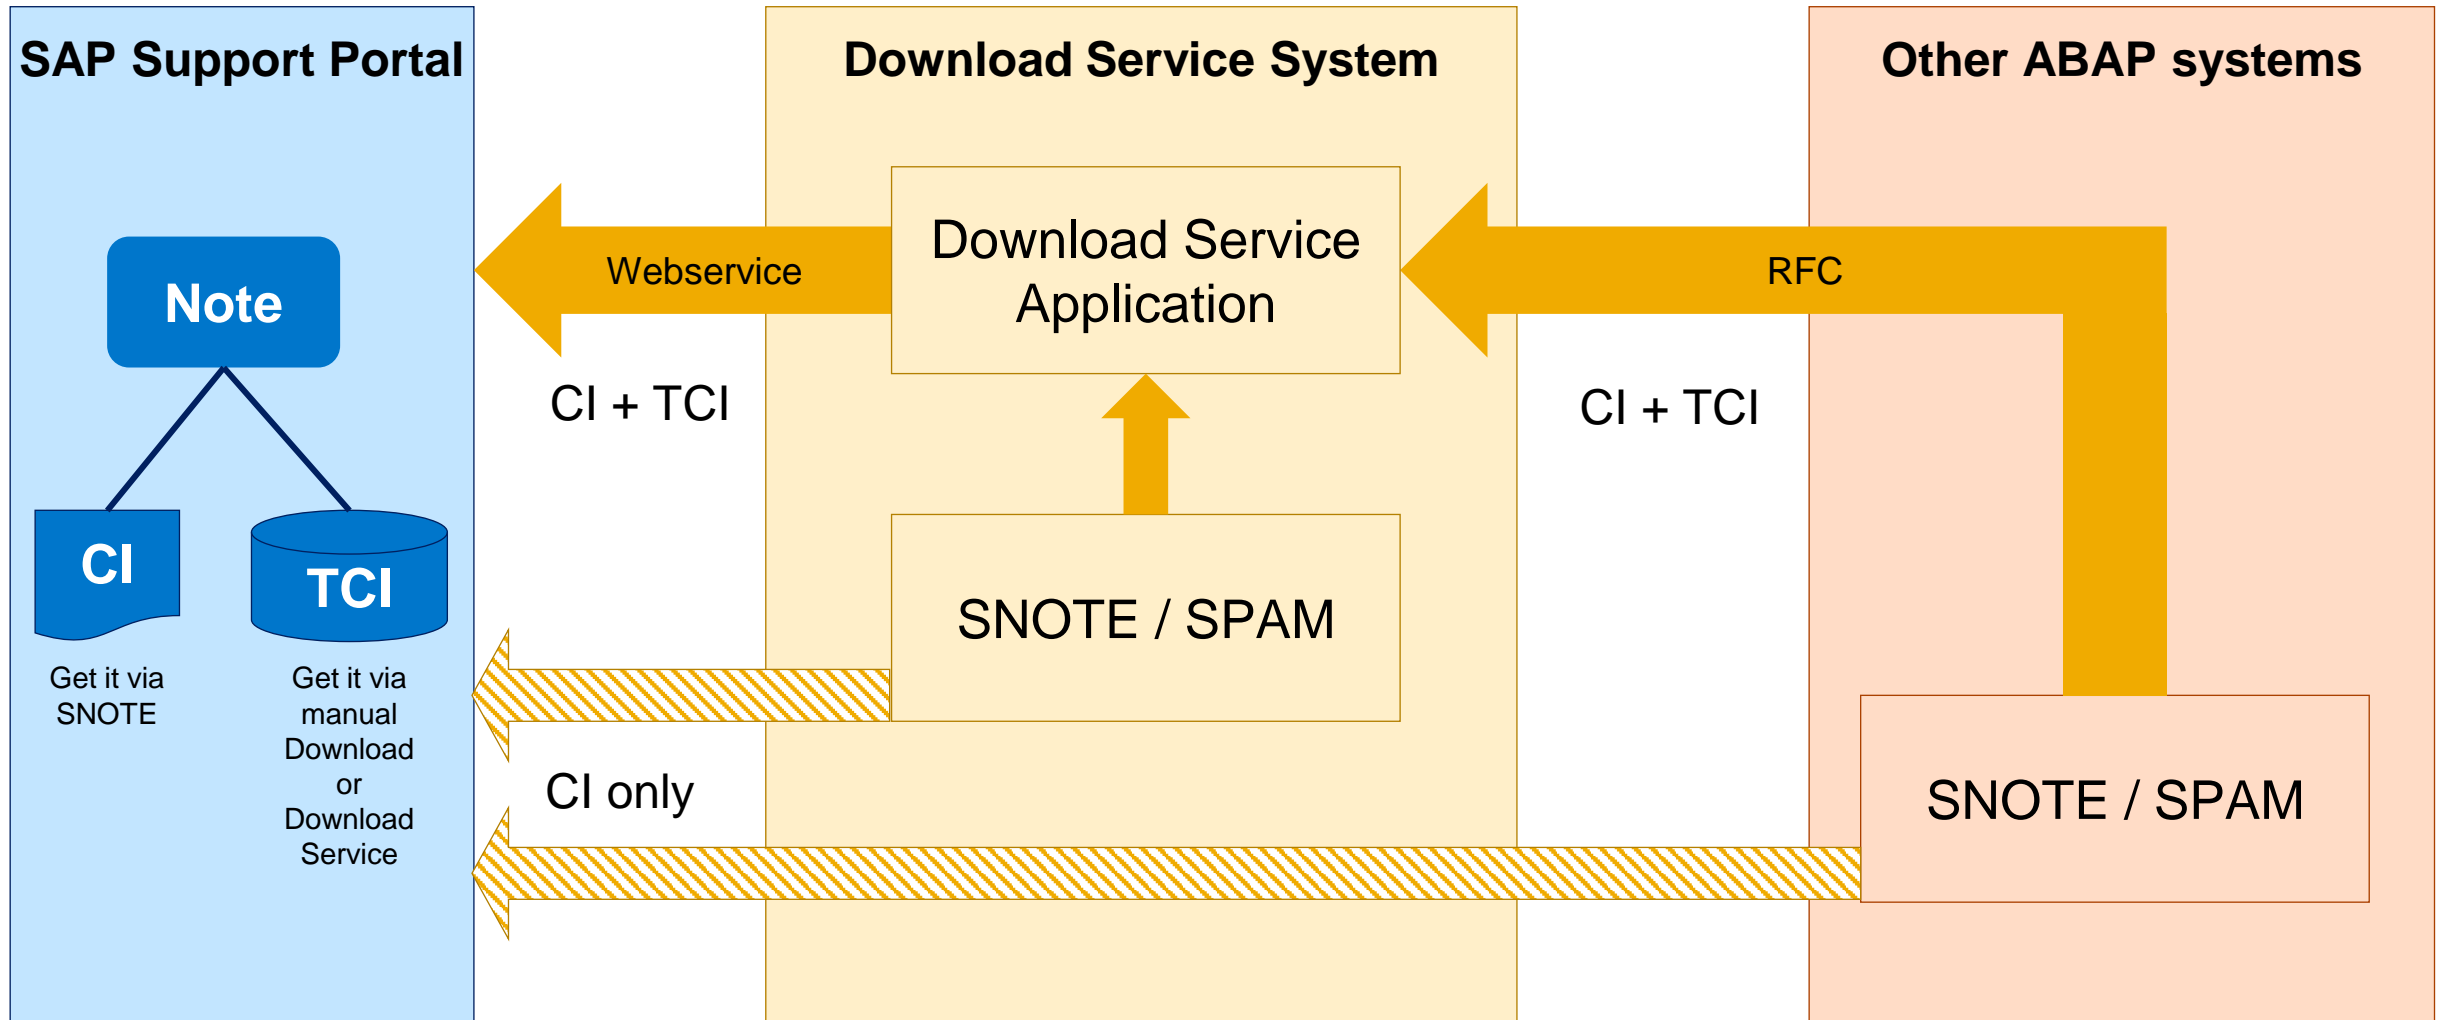 SAP Support Portal
Note
CI
TCI
Get it via
SNOTE
Get it via
manual
Download
or
Download
Service
Webservice
CI + TCI
CI only
Download Service System
Download Service
Application
SNOTE / SPAM
RFC
CI + TCI
Other ABAP systems
SNOTE / SPAM